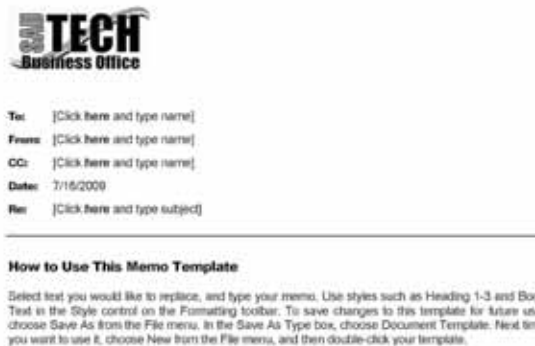 SAU TECH
Business Office
To: [Click here and type name]
From: [Click here and type name]
CC: [Click here and type name]
Date: 7/16/2009
Re: [Click here and type subject]
How to Use This Memo Template
Select text you would like to replace, and type your memo. Use styles such as Heading 1-3 and
Text in the Style control on the Formatting toolbar. To save changes to this template for future
choose Save As from the File menu. In the Save As Type box, choose Document Template. Next
you want to use it, choose New from the File menu, and then double-click your template.